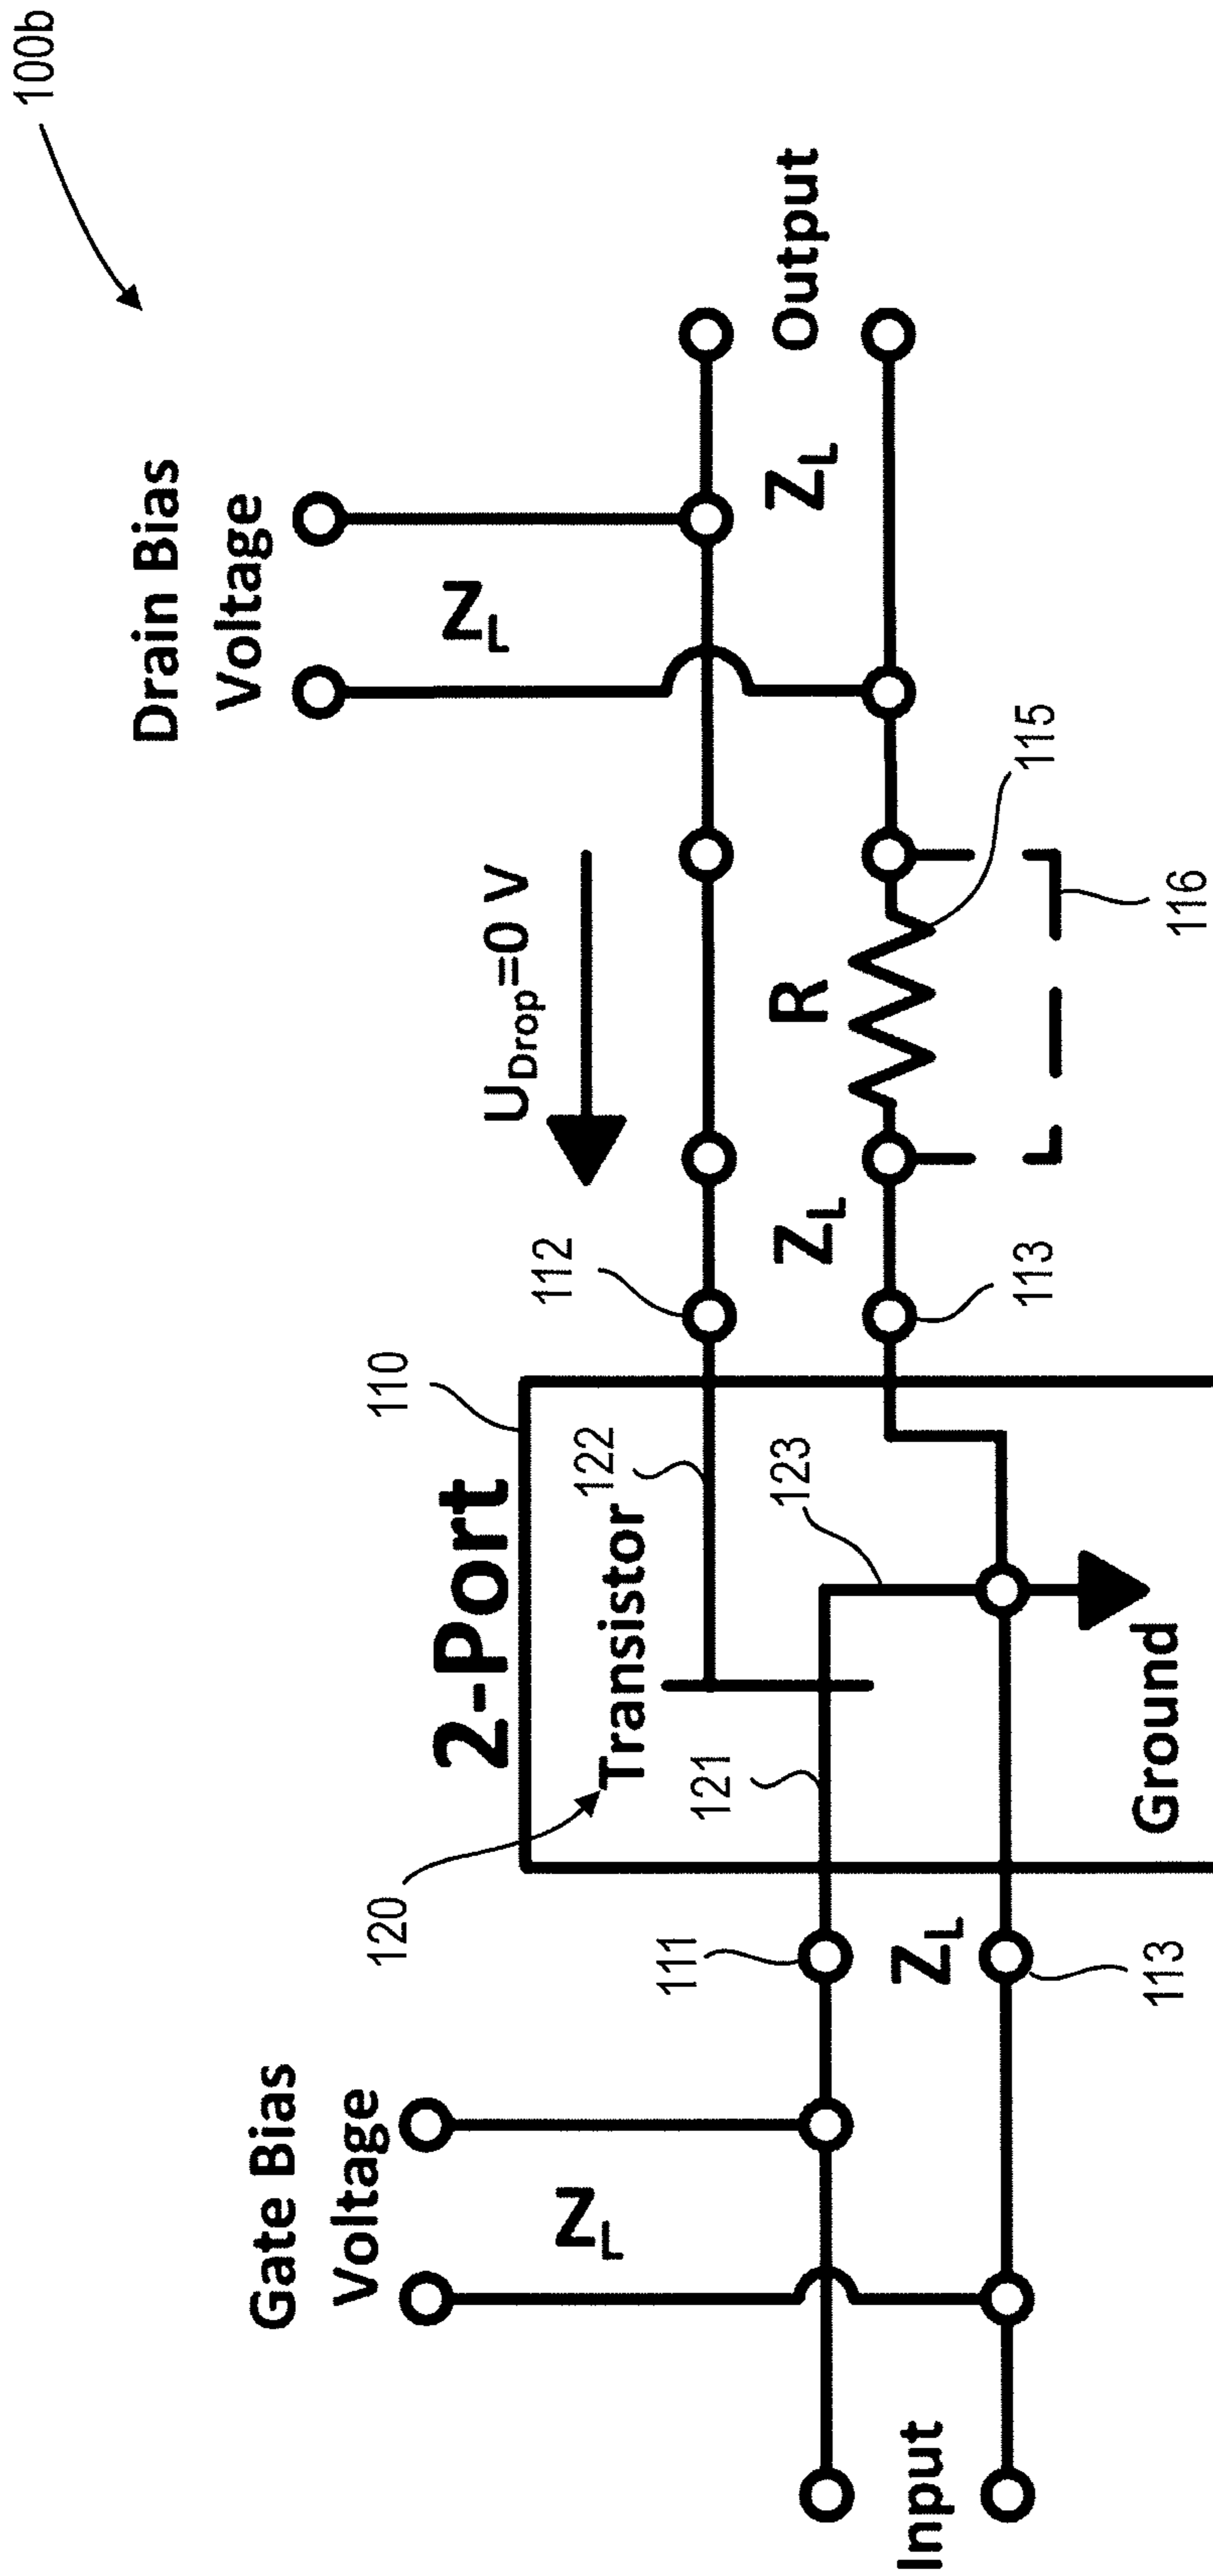 100b
Drain Bias
Voltage
Gate Bias
Voltage
Z_L
Z_L
U_Drop=0 V
2-Port
110
120
Transistor
112
122
121
123
111
Z_L
113
Z_L
113
R
115
116
Z_L
Input
Output
Ground